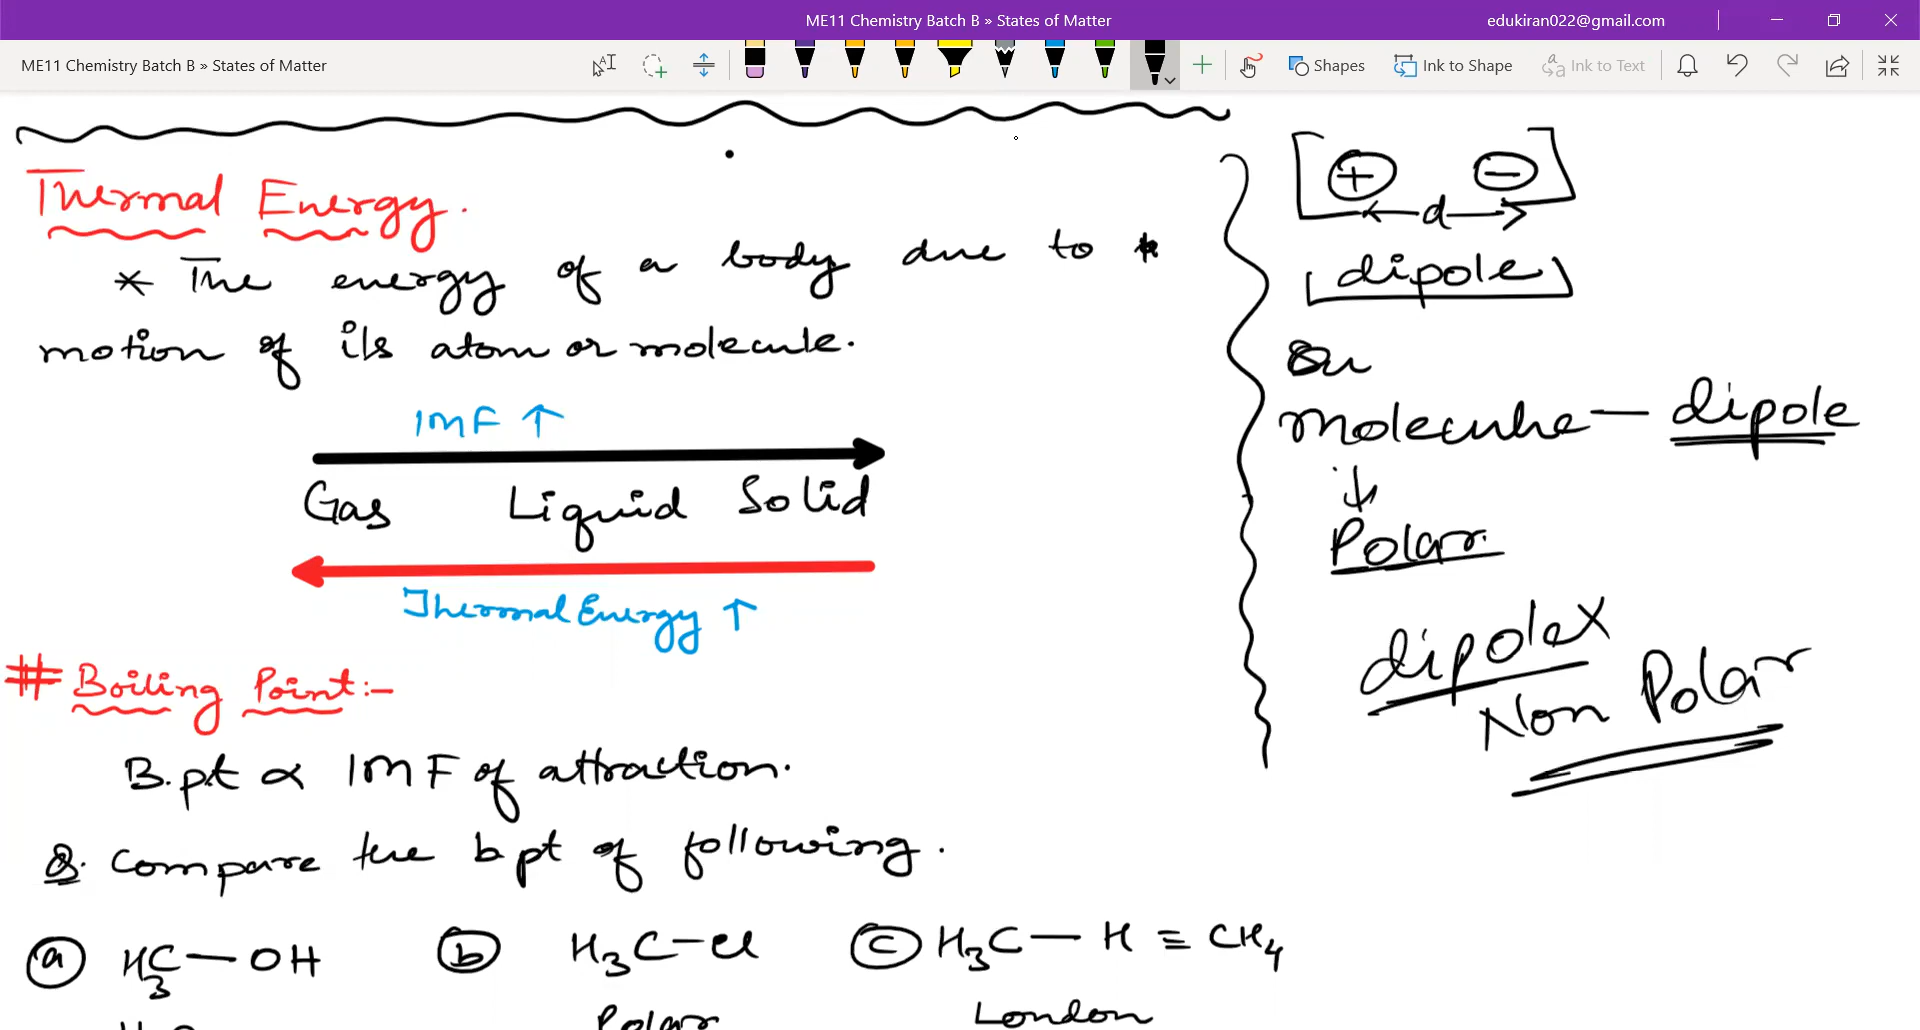 ME11 Chemistry Batch B » States of Matter
edukiran022@gmail.com
ME11 Chemistry Batch B » States of Matter
Shapes
Ink to Shape
Ink to Text
Thermal Energy.
* The energy of a body due to
motion of its atom or molecule.
IMF ↑
Gas Liquid Solid
Thermal Energy ↑
# Boiling Point:-
B.pt ∝ IMF of attraction.
Q. Compare the b pt of following.
(a) H3C — OH (b) H3C — Cl (c) H3C — H ≡ CH4
Polar London
[⊕ ⊖]
← d →
[dipole]
molecule — dipole
↓
Polar.
dipole x
Non Polar